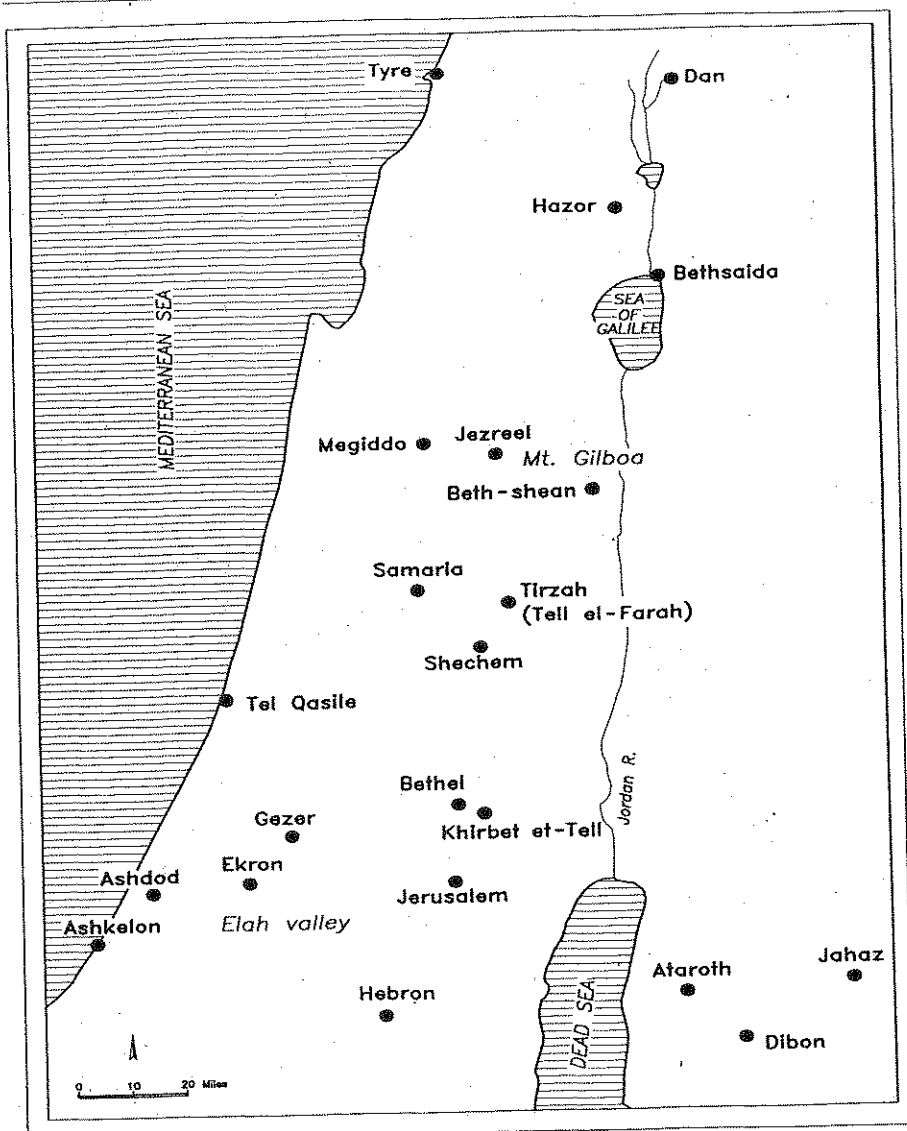 Tyre
Dan
Hazor
Bethsaida
SEA
OF
GALILEE
MEDITERRANEAN SEA
Megiddo
Jezreel
Mt. Gilboa
Beth-shean
Samaria
Tirzah
(Tell el-Farah)
Shechem
Tel Qasile
Jordan R.
Bethel
Khirbet et-Tell
Gezer
Ekron
Ashdod
Jerusalem
Elah valley
Ashkelon
Jahaz
Ataroth
Hebron
DEAD SEA
Dibon
0 10 20 Miles